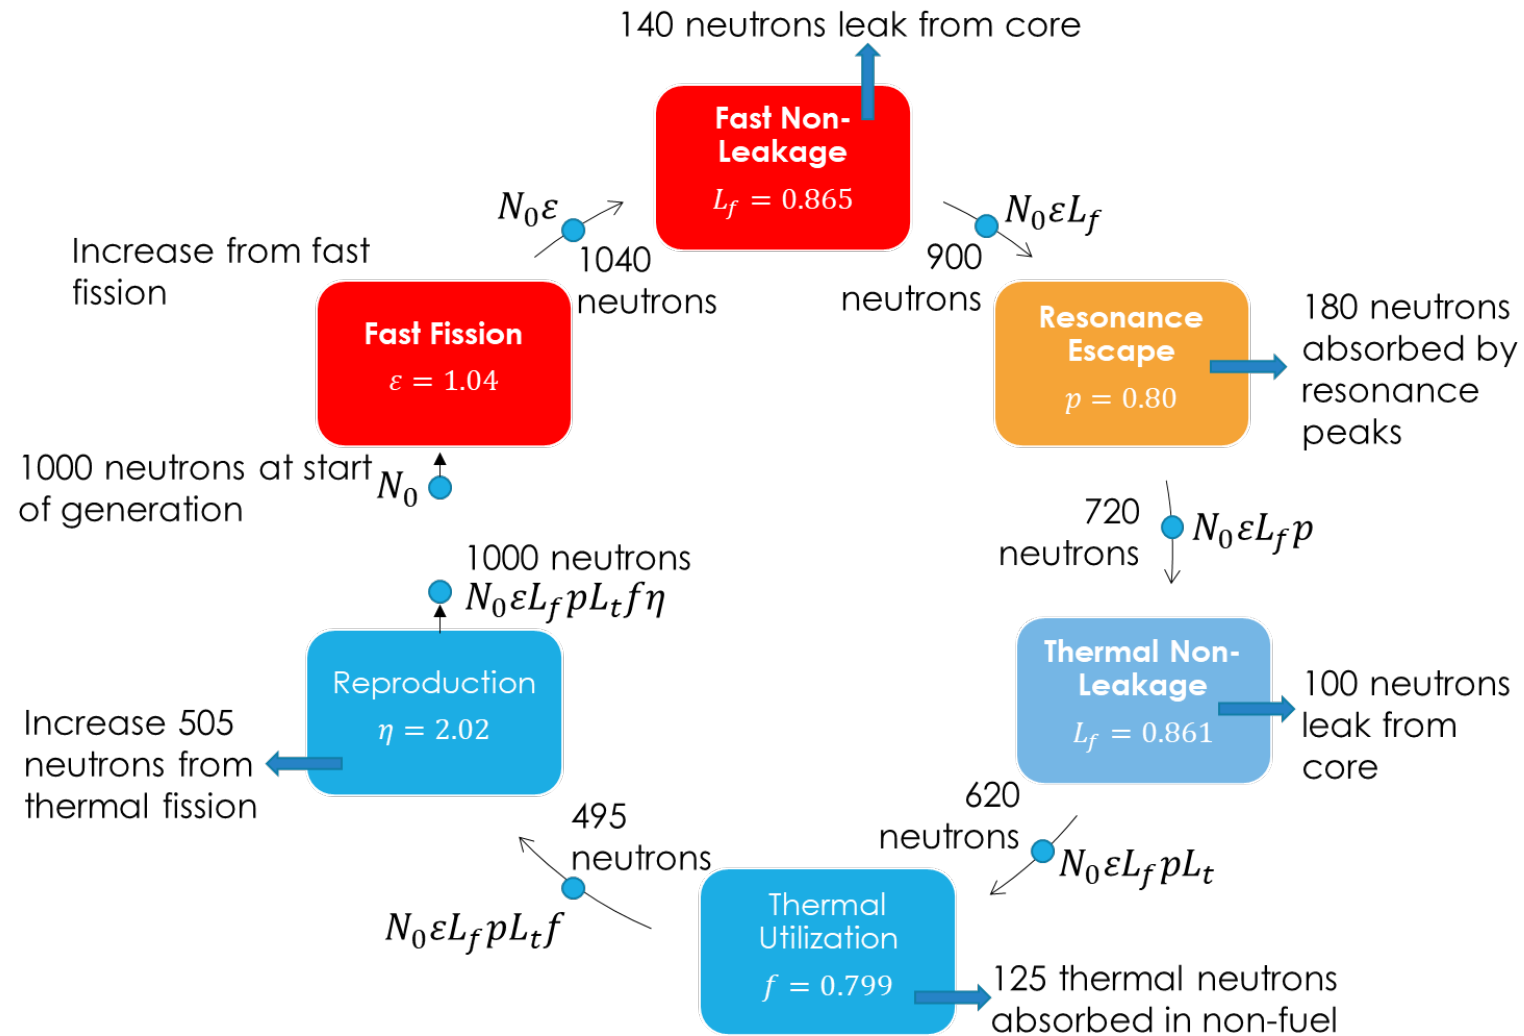 140 neutrons leak from core
Fast Non-
Leakage
L_f = 0.865
N_0ε
1040
neutrons
N_0εL_f
900
neutrons
Increase from fast
fission
Fast Fission
ε = 1.04
Resonance
Escape
p = 0.80
180 neutrons
absorbed by
resonance
peaks
1000 neutrons at start
of generation
N_0
720
neutrons
N_0εL_fp
1000 neutrons
N_0εL_fpL_tfη
Reproduction
η = 2.02
Thermal Non-
Leakage
L_f = 0.861
100 neutrons
leak from
core
Increase 505
neutrons from
thermal fission
495
neutrons
620
neutrons
N_0εL_fpL_t
N_0εL_fpL_tf
Thermal
Utilization
f = 0.799
125 thermal neutrons
absorbed in non-fuel